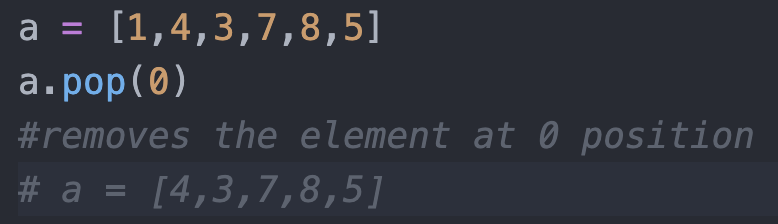 a = [1,4,3,7,8,5]
a.pop(0)
#removes the element at 0 position
# a = [4,3,7,8,5]